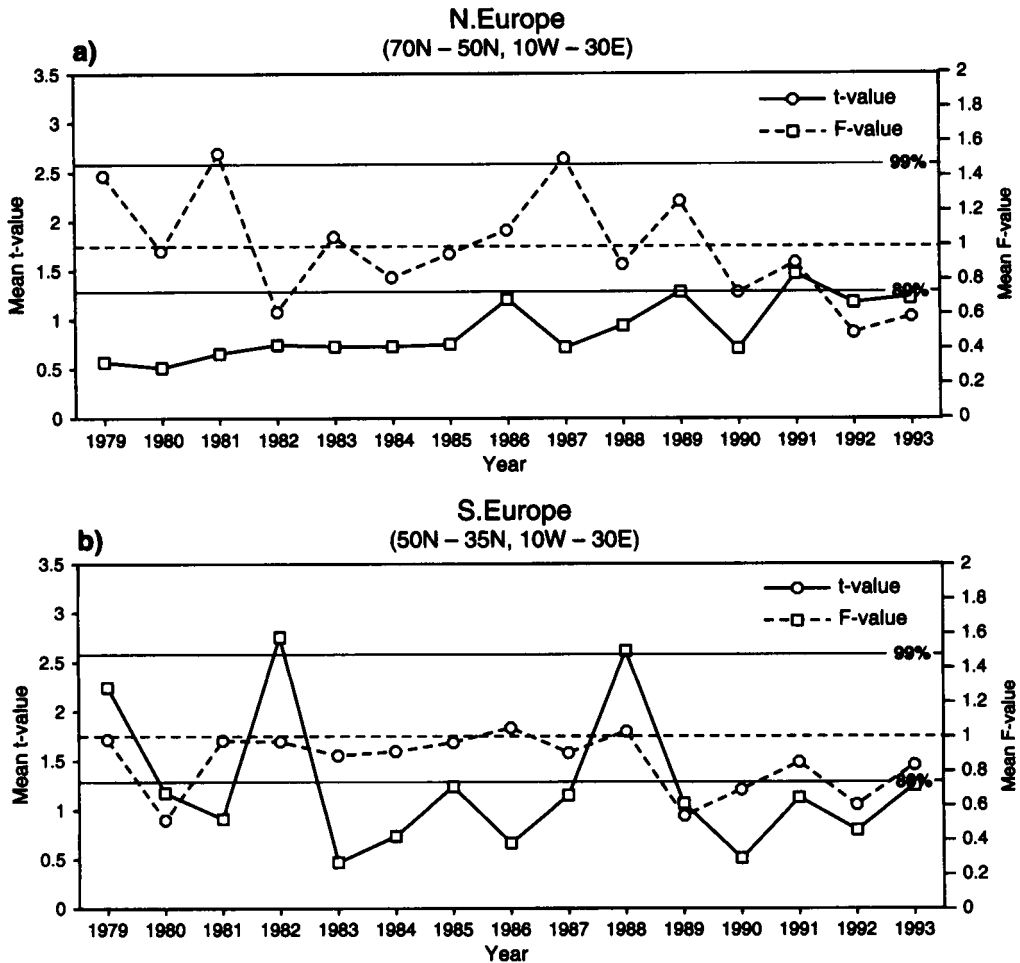 N.Europe
a)
(70N – 50N, 10W – 30E)
3.5
3
2.5
2
1.5
1
0.5
0
Mean t-value
2
1.8
1.6
1.4
1.2
1
0.8
0.6
0.4
0.2
0
Mean F-value
t-value
F-value
99%
80%
1979 1980 1981 1982 1983 1984 1985 1986 1987 1988 1989 1990 1991 1992 1993
Year
S.Europe
b)
(50N – 35N, 10W – 30E)
3.5
3
2.5
2
1.5
1
0.5
0
Mean t-value
2
1.8
1.6
1.4
1.2
1
0.8
0.6
0.4
0.2
0
Mean F-value
t-value
F-value
99%
80%
1979 1980 1981 1982 1983 1984 1985 1986 1987 1988 1989 1990 1991 1992 1993
Year